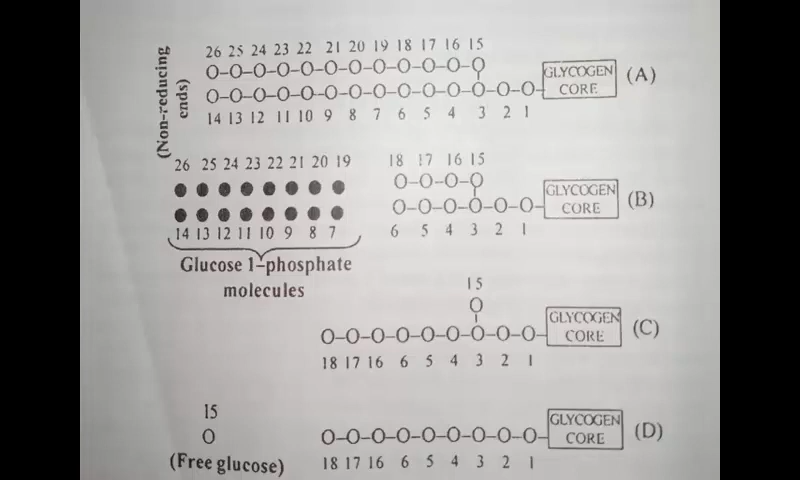 (Non-reducing
ends)
26 25 24 23 22 21 20 19 18 17 16 15
GLYCOGEN
CORE
(A)
14 13 12 11 10 9 8 7 6 5 4 3 2 1
26 25 24 23 22 21 20 19
18 17 16 15
GLYCOGEN
CORE
(B)
14 13 12 11 10 9 8 7
6 5 4 3 2 1
Glucose 1-phosphate
molecules
15
GLYCOGEN
CORE
(C)
18 17 16 6 5 4 3 2 1
15
(Free glucose)
GLYCOGEN
CORE
(D)
18 17 16 6 5 4 3 2 1